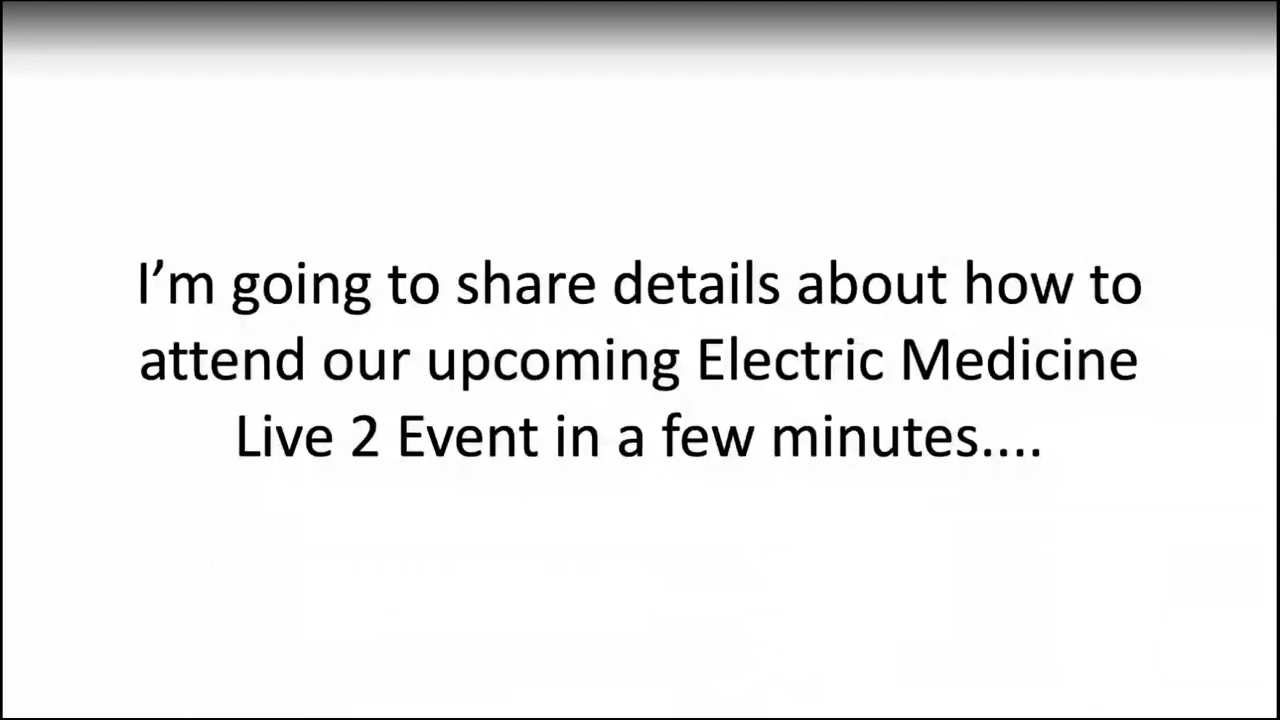 I’m going to share details about how to
attend our upcoming Electric Medicine
Live 2 Event in a few minutes....